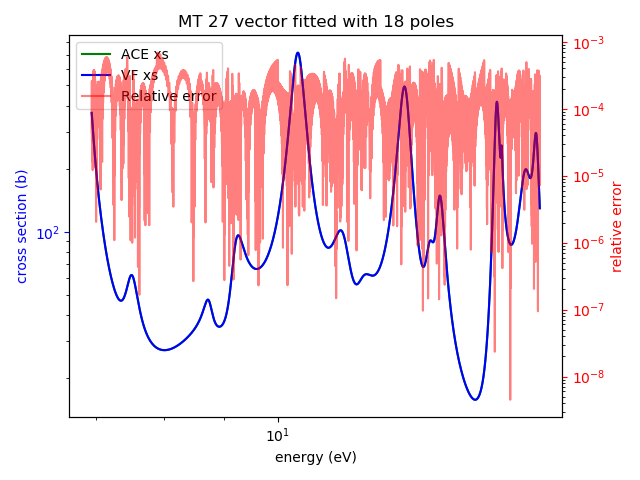 MT 27 vector fitted with 18 poles
ACE xs
VF xs
Relative error
cross section (b)
10²
10¹
energy (eV)
10⁻³
10⁻⁴
10⁻⁵
10⁻⁶
10⁻⁷
10⁻⁸
relative error